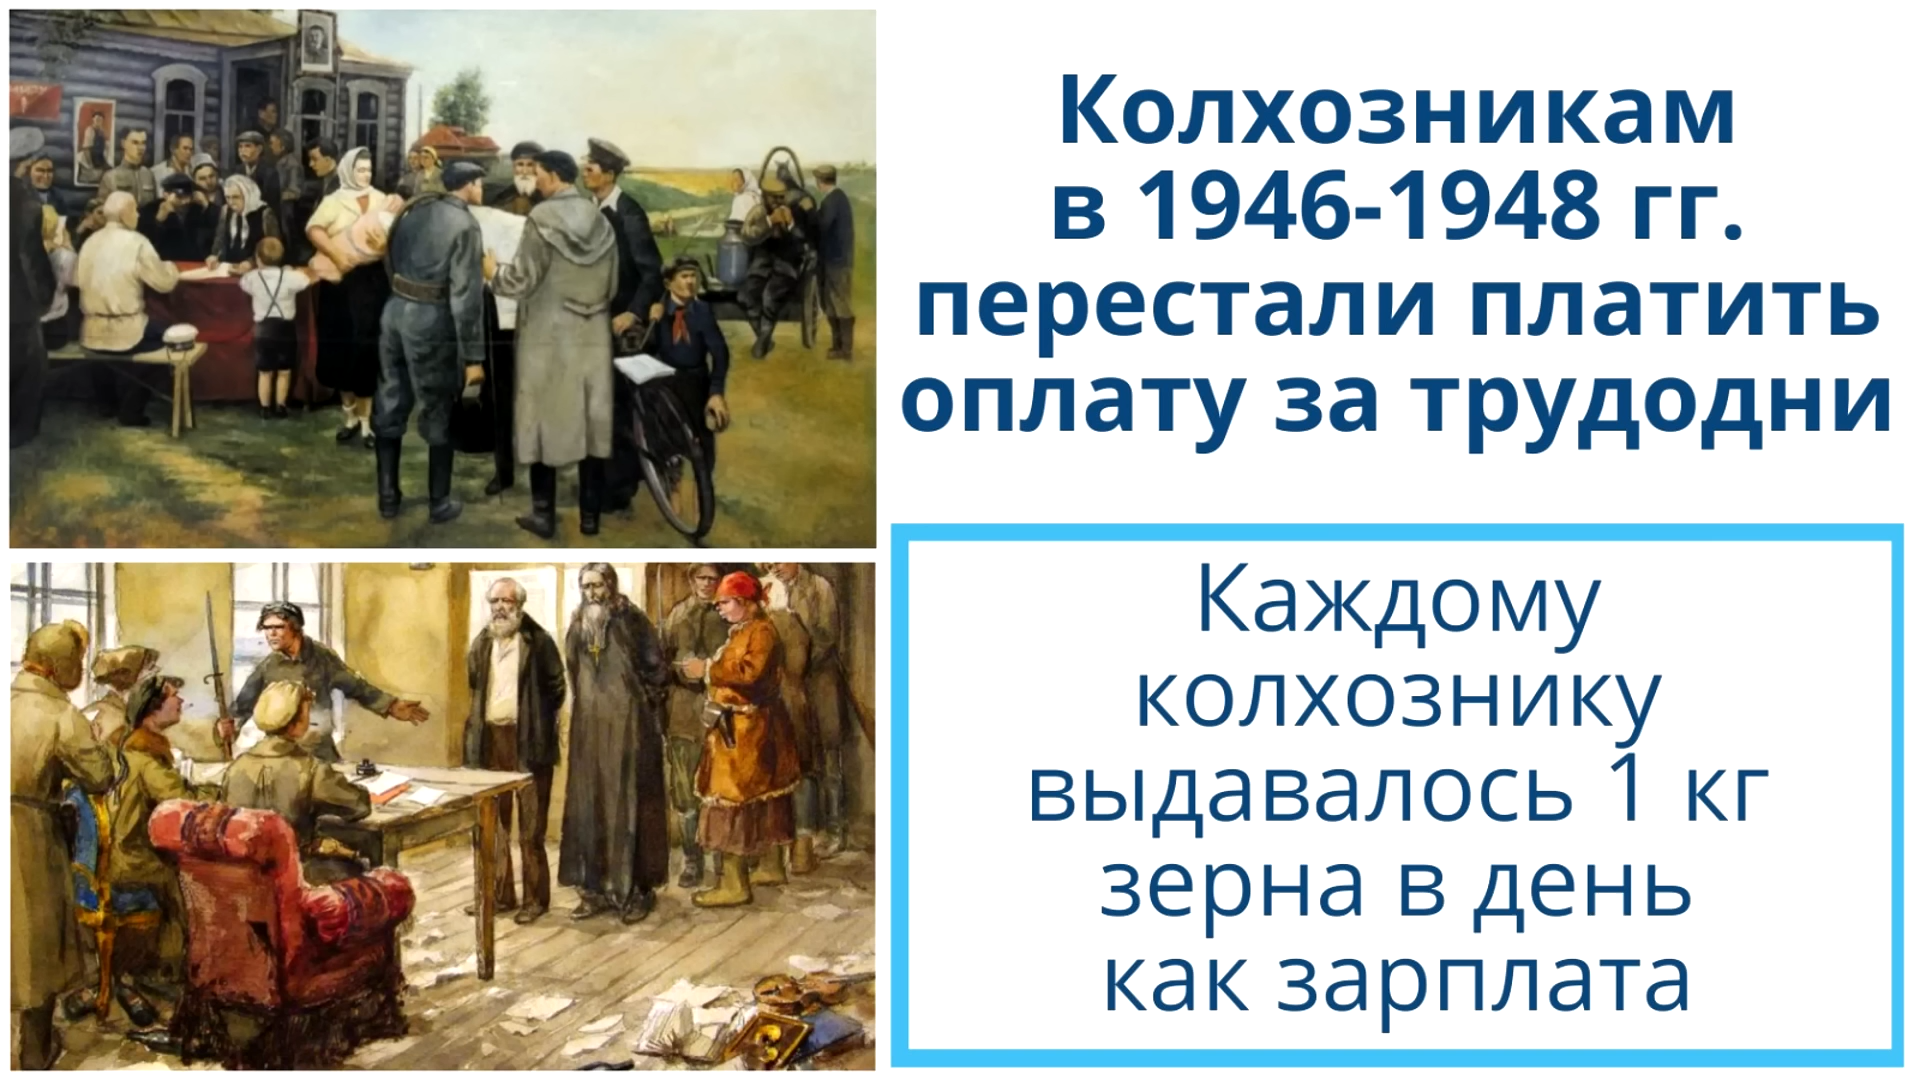 Колхозникам
в 1946-1948 гг.
перестали платить
оплату за трудодни
Каждому
колхознику
выдавалось 1 кг
зерна в день
как зарплата